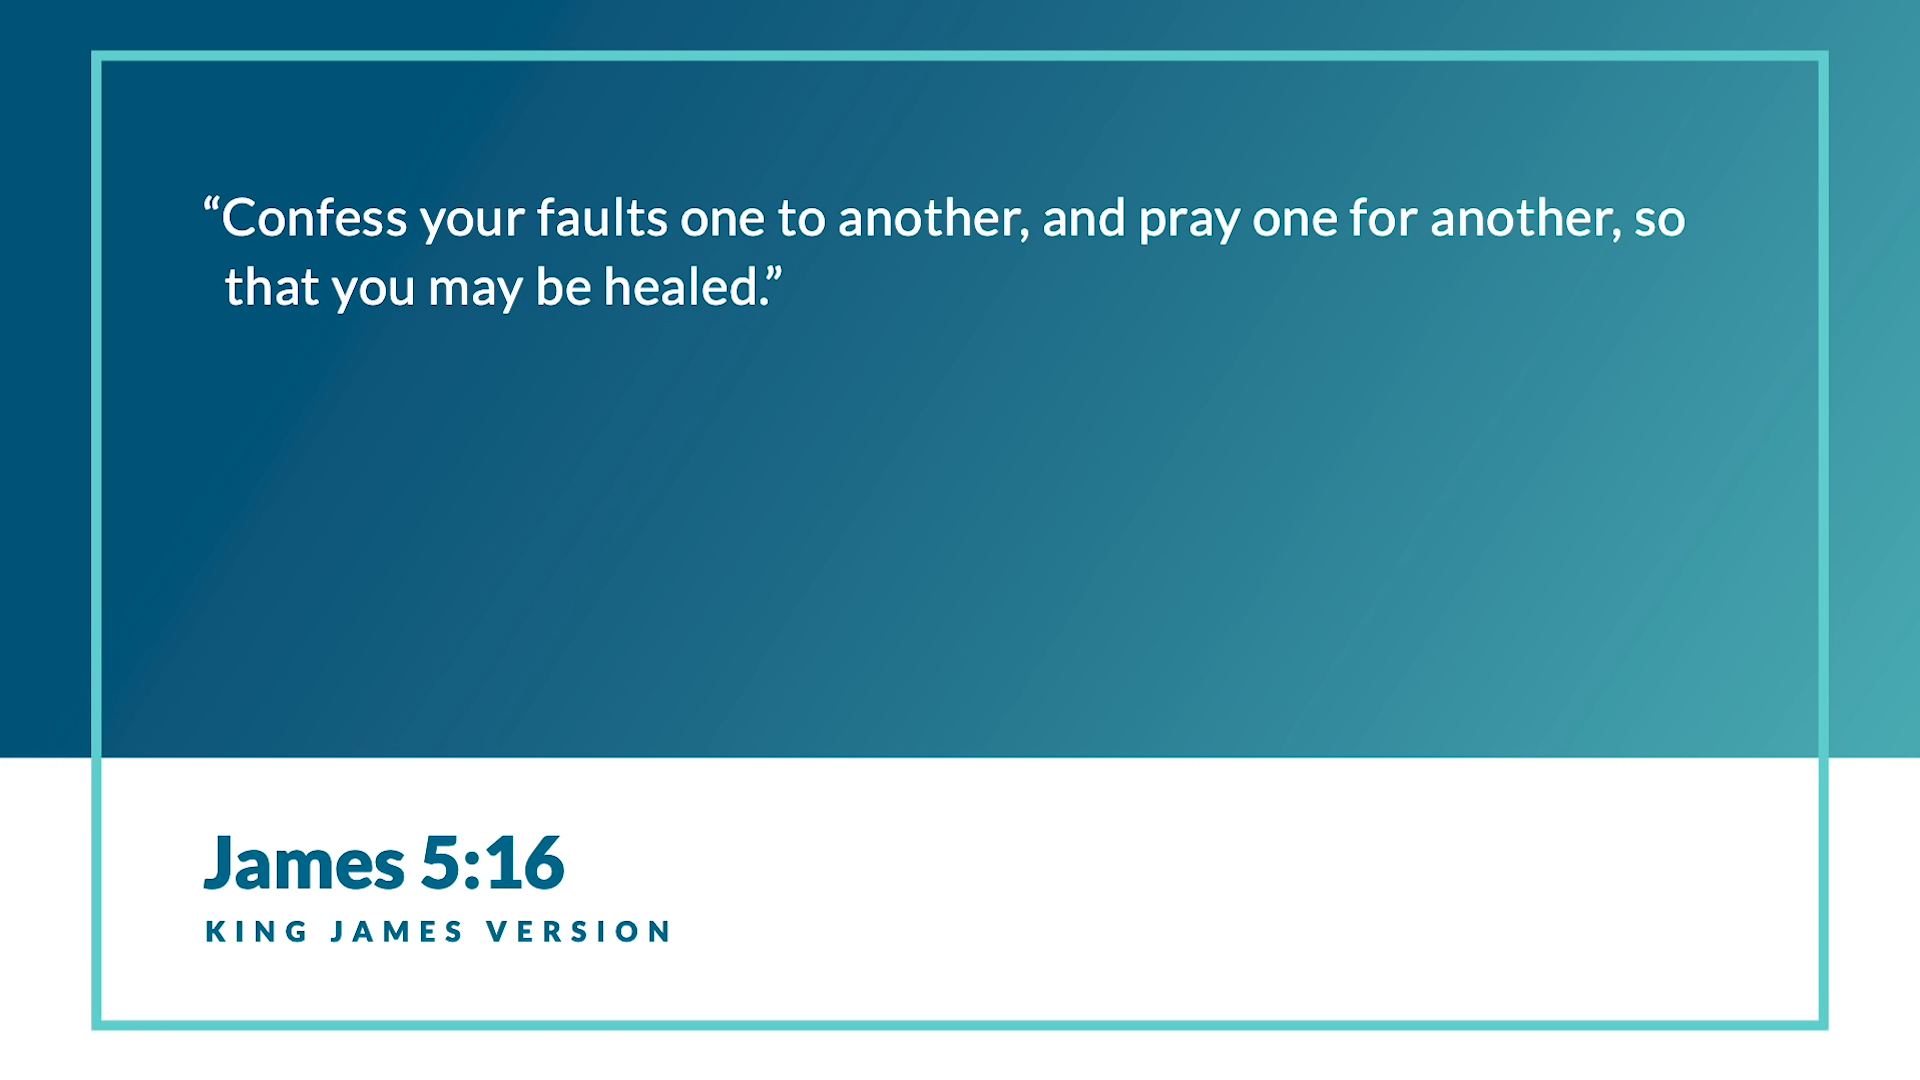 “Confess your faults one to another, and pray one for another, so
that you may be healed.”
James 5:16
KING JAMES VERSION